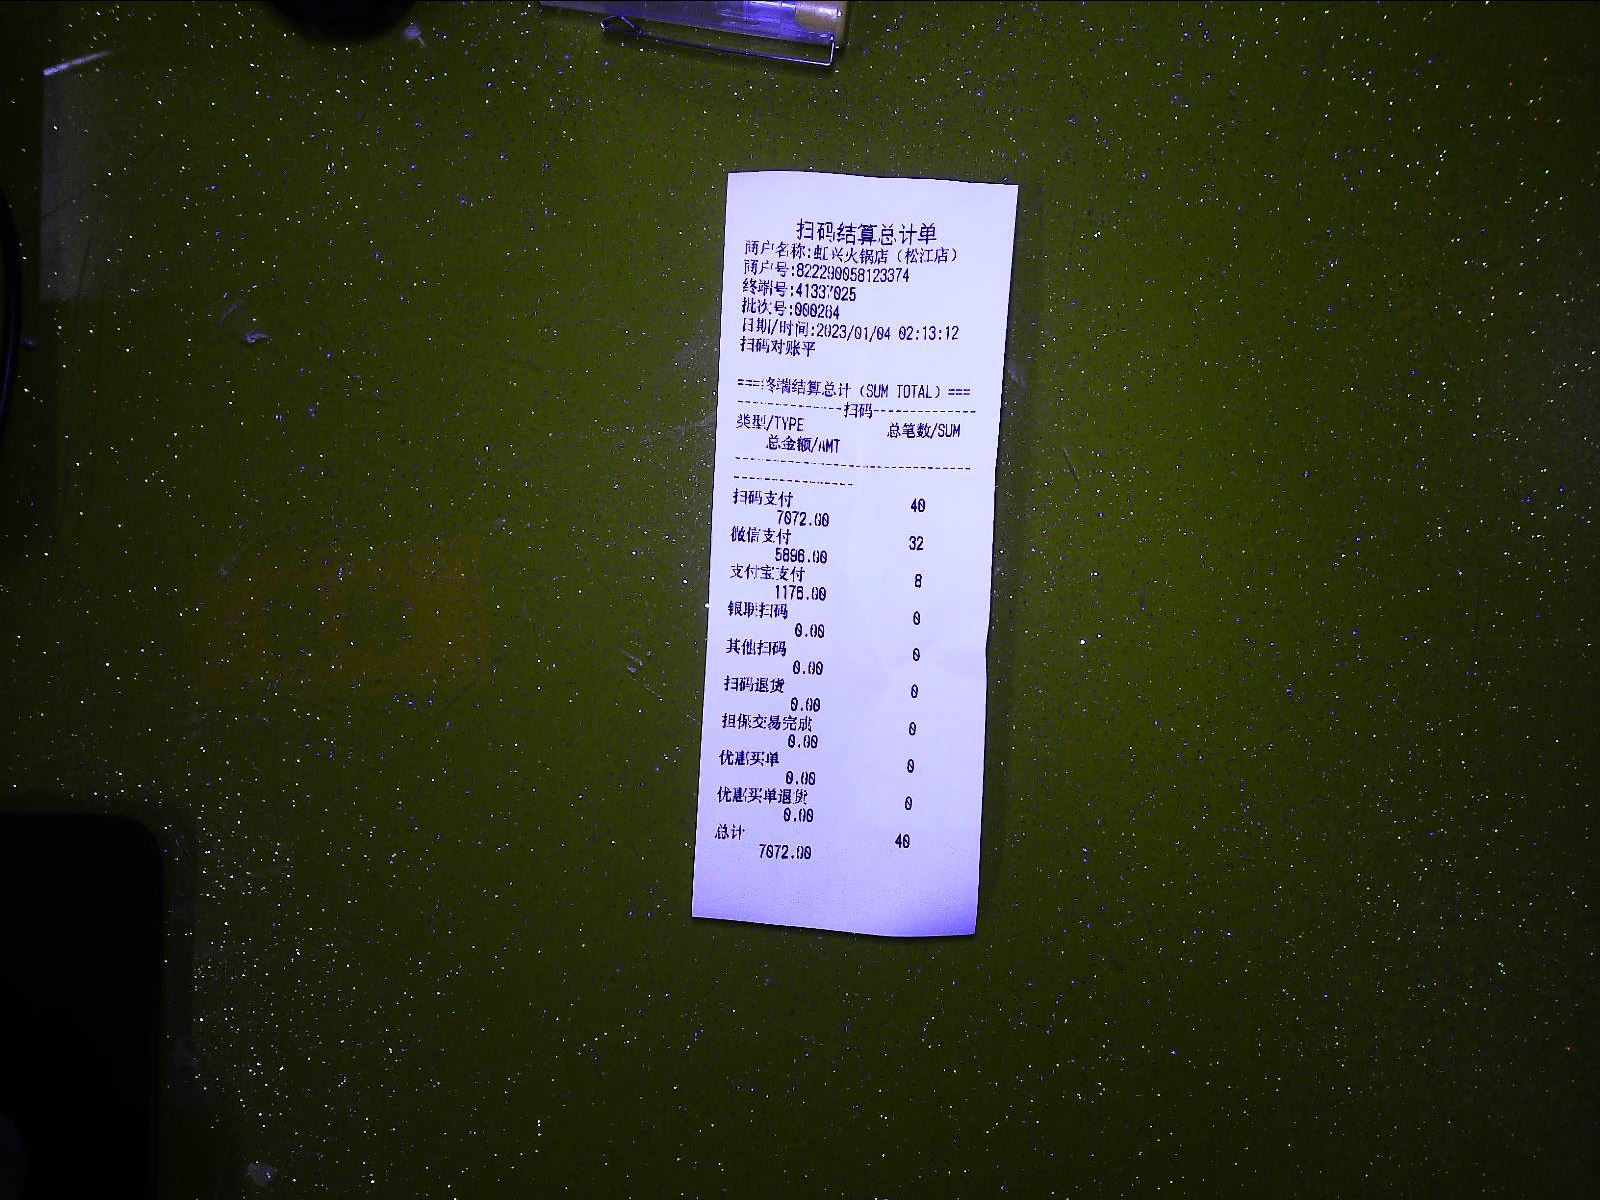 扫码结算总计单
商户名称:虹兴火锅店（松江店）
商户号:822290058123374
终端号:41337025
批次号:000264
日期/时间:2023/01/04 02:13:12
扫码对账平
===终端结算总计（SUM TOTAL）===
----------------扫码----------------
类型/TYPE 总笔数/SUM
总金额/AMT
扫码支付 40
7072.00
微信支付 32
5896.00
支付宝支付 8
1176.00
银联扫码 0
0.00
其他扫码 0
0.00
扫码退货 0
0.00
担保交易完成 0
0.00
优惠买单 0
0.00
优惠买单退货 0
0.00
总计 40
7072.00